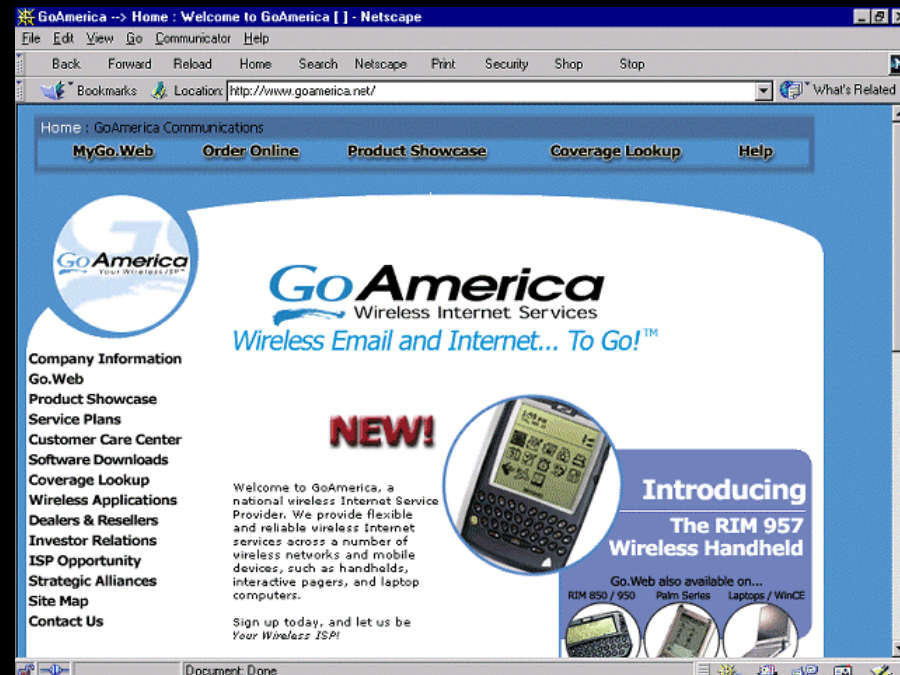 GoAmerica --> Home : Welcome to GoAmerica [ ] - Netscape
File Edit View Go Communicator Help
Back Forward Reload Home Search Netscape Print Security Shop Stop
Bookmarks Location: http://www.goamerica.net/ What's Related
Home : GoAmerica Communications
MyGo.Web Order Online Product Showcase Coverage Lookup Help
GoAmerica
Your Wireless ISP™
GoAmerica
Wireless Internet Services
Wireless Email and Internet... To Go!™
Company Information
Go.Web
Product Showcase
Service Plans
Customer Care Center
Software Downloads
Coverage Lookup
Wireless Applications
Dealers & Resellers
Investor Relations
ISP Opportunity
Strategic Alliances
Site Map
Contact Us
NEW!
Welcome to GoAmerica, a
national wireless Internet Service
Provider. We provide flexible
and reliable wireless Internet
services across a number of
wireless networks and mobile
devices, such as handhelds,
interactive pagers, and laptop
computers.
Sign up today, and let us be
Your Wireless ISP!
Introducing
The RIM 957
Wireless Handheld
Go.Web also available on...
RIM 850 / 950 Palm Series Laptops / WinCE
Document: Done